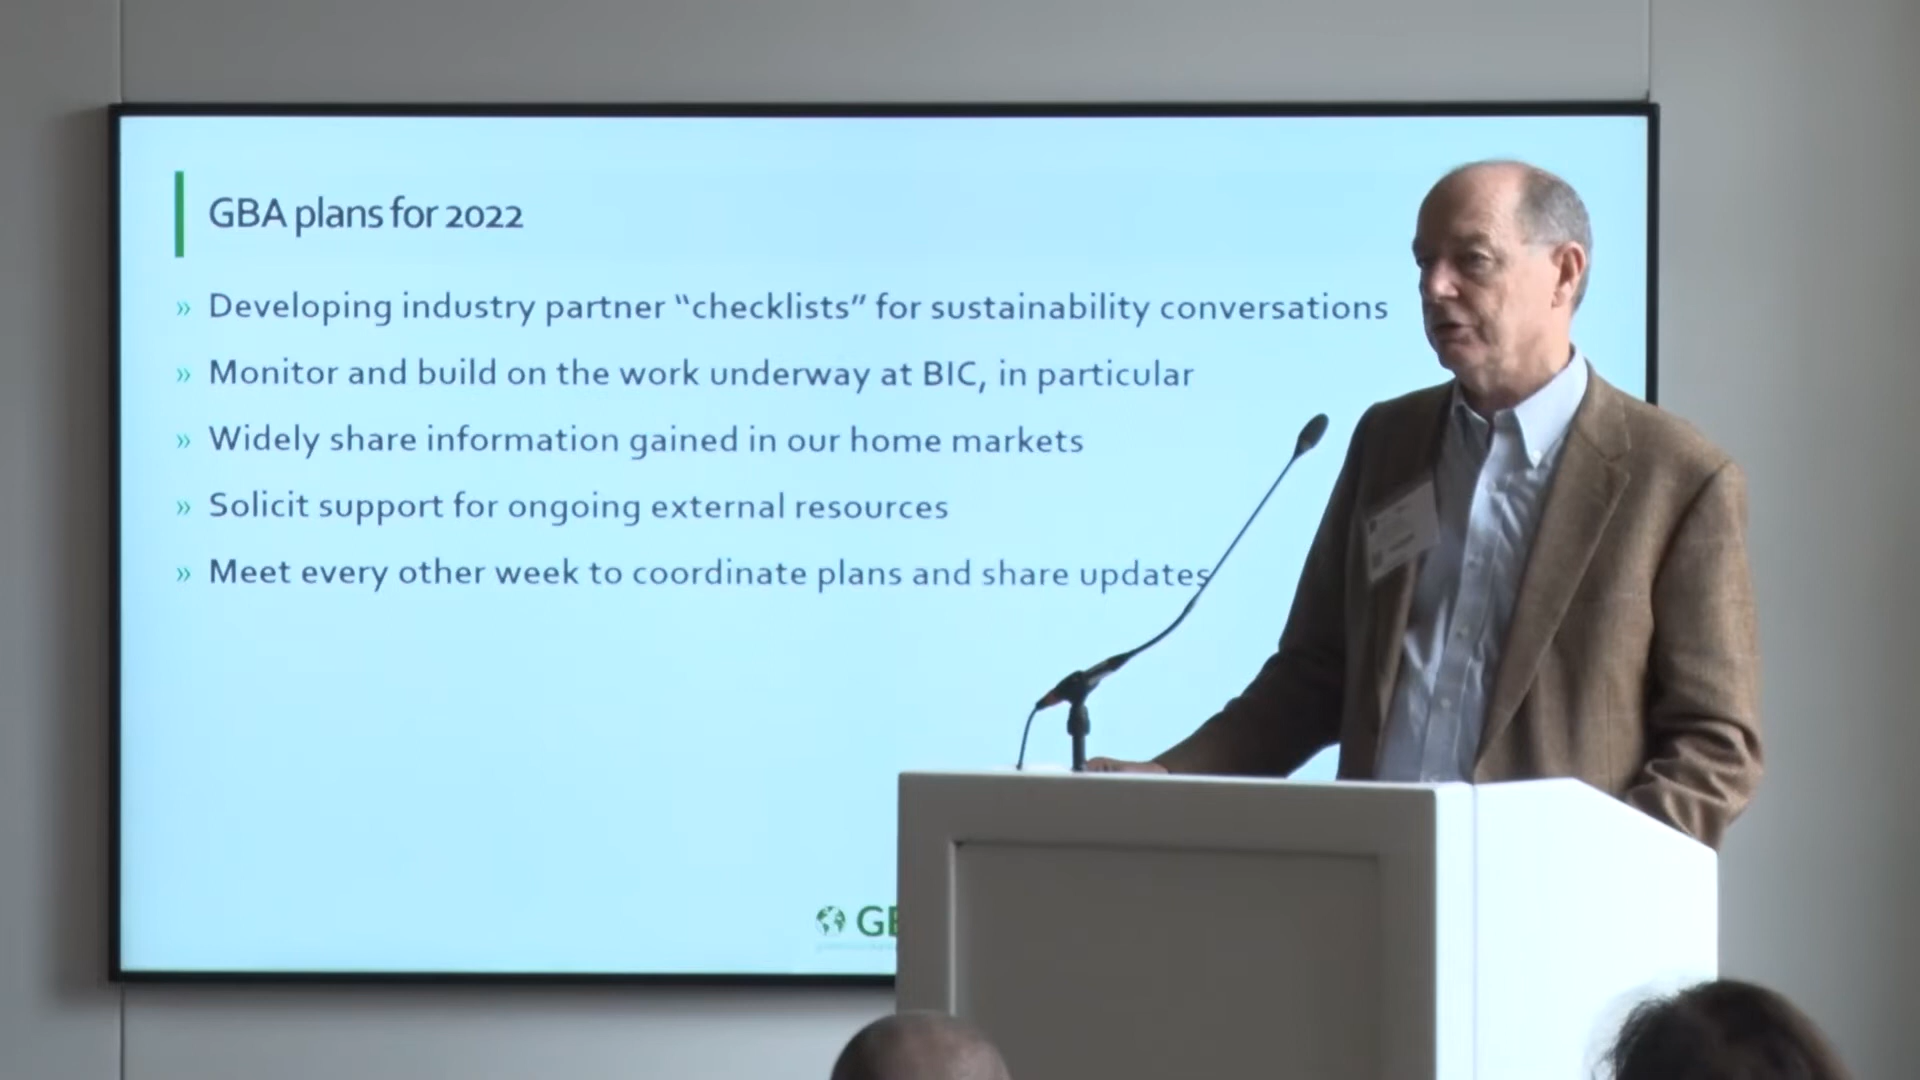 GBA plans for 2022
» Developing industry partner “checklists” for sustainability conversations
» Monitor and build on the work underway at BIC, in particular
» Widely share information gained in our home markets
» Solicit support for ongoing external resources
» Meet every other week to coordinate plans and share updates